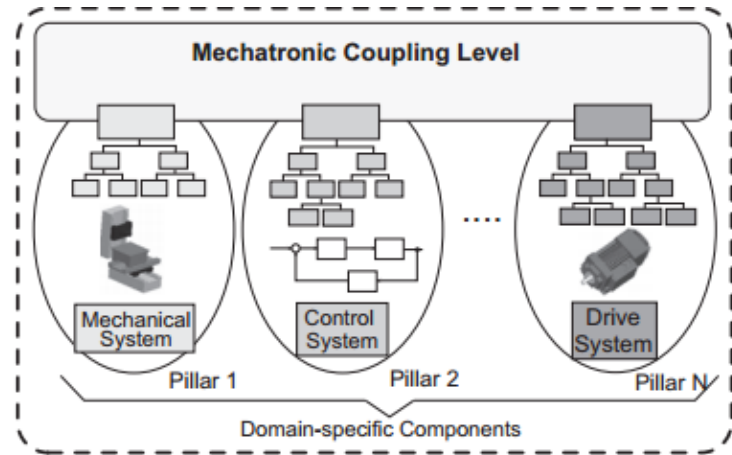 Mechatronic Coupling Level
....
Mechanical
System
Control
System
Drive
System
Pillar 1
Pillar 2
Pillar N
Domain-specific Components